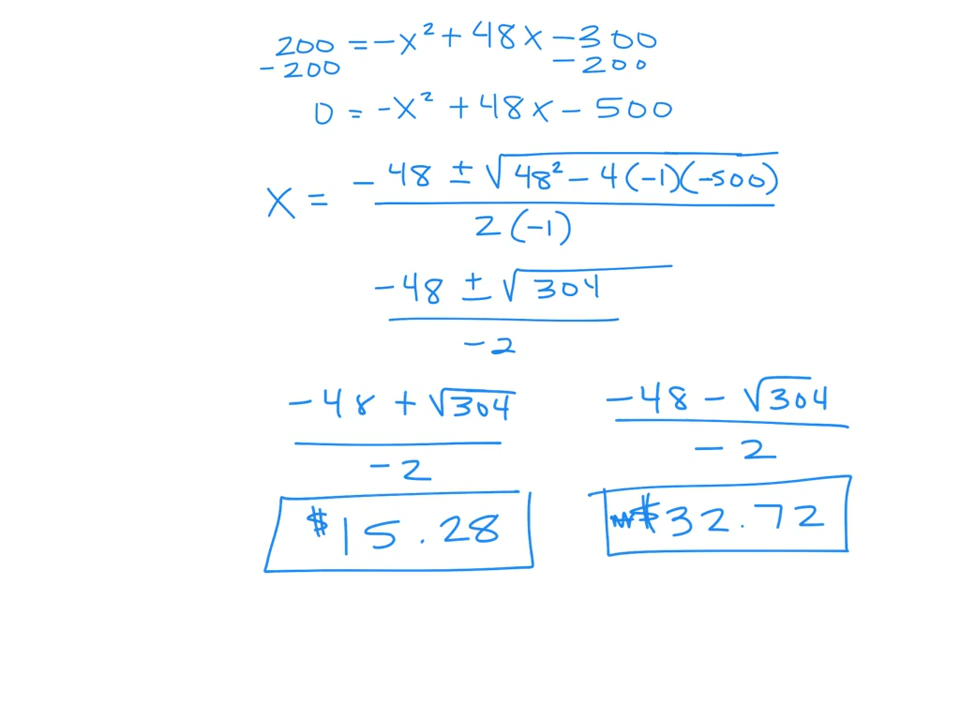 200 = -x² + 48x - 300
-200 -200
0 = -x² + 48x - 500
x = -48 ± √48² - 4(-1)(-500)
2(-1)
-48 ± √304
-2
-48 + √304 -48 - √304
-2 -2
$15.28 $32.72